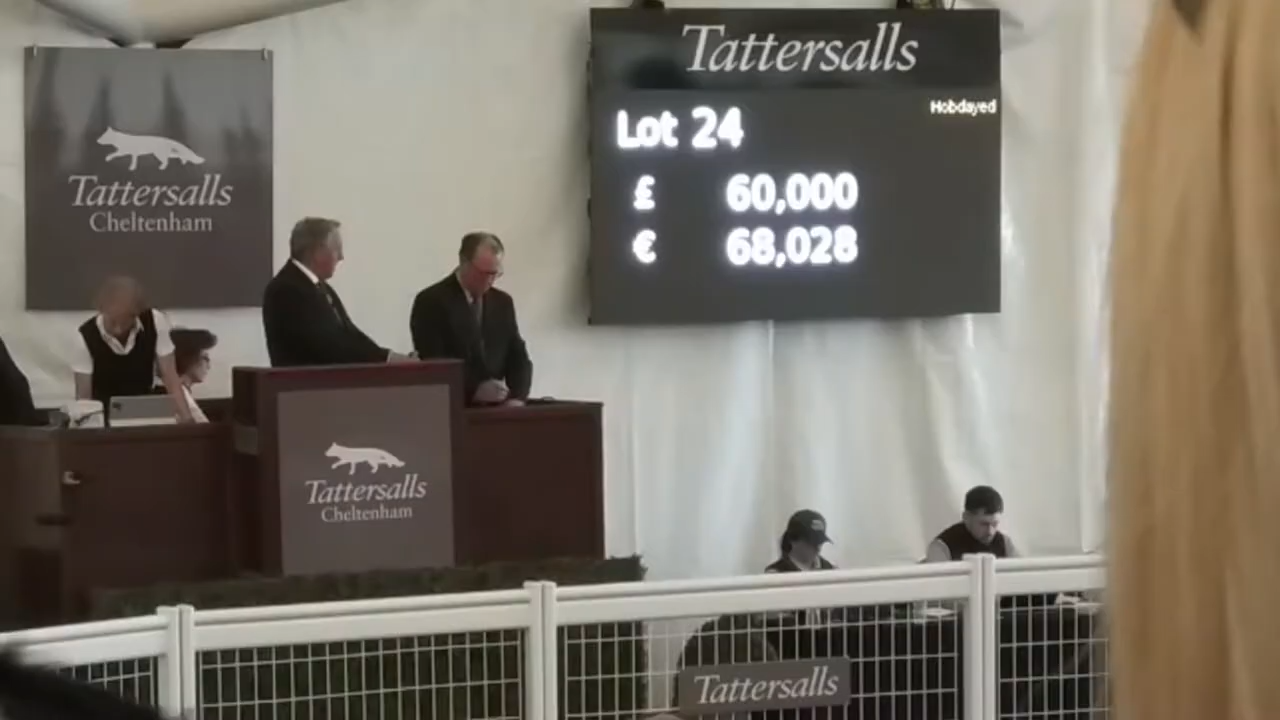 Tattersalls
Cheltenham
Tattersalls
Hobdayed
Lot 24
£ 60,000
€ 68,028
Tattersalls
Cheltenham
Tattersalls